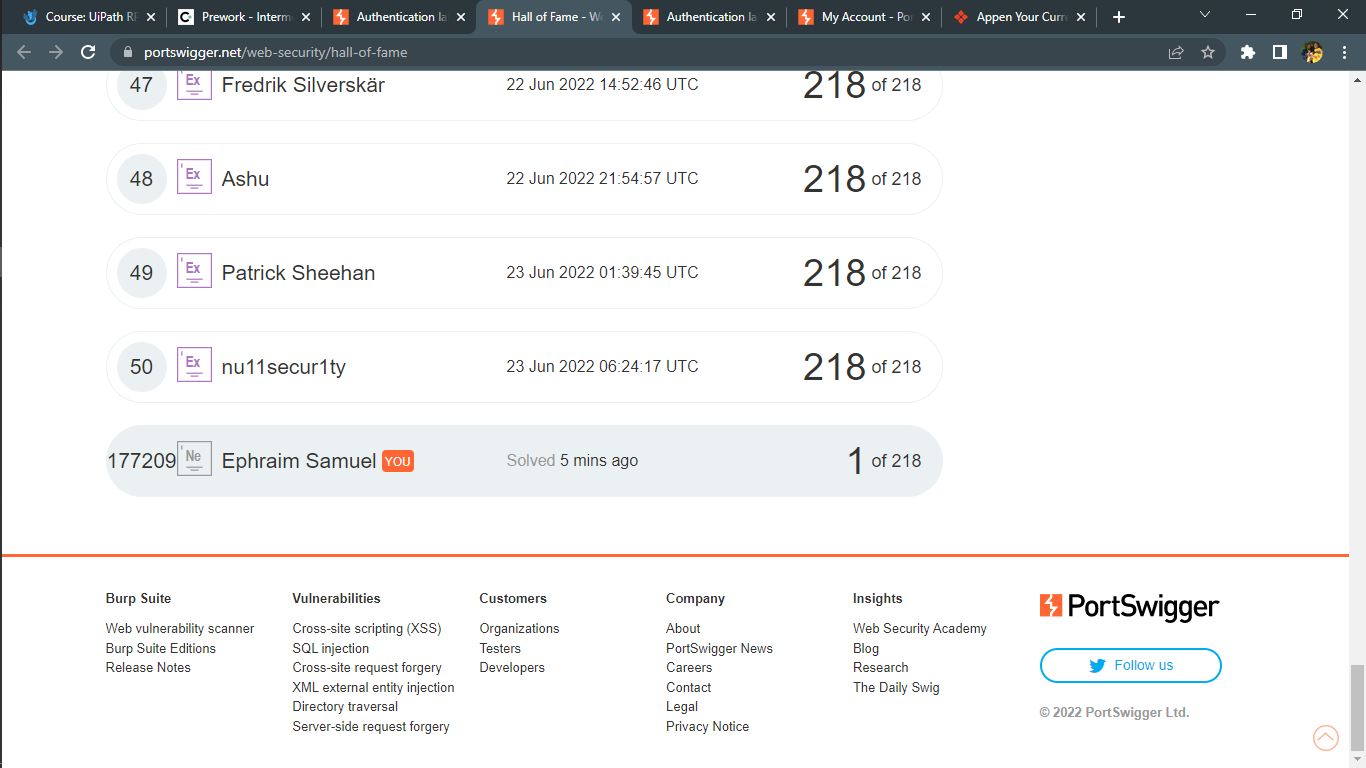 Course: UiPath RP
Prework - Interm
Authentication la
Hall of Fame - We
Authentication la
My Account - Por
Appen Your Curre
portswigger.net/web-security/hall-of-fame
47 Ex Fredrik Silverskär 22 Jun 2022 14:52:46 UTC 218 of 218
48 Ex Ashu 22 Jun 2022 21:54:57 UTC 218 of 218
49 Ex Patrick Sheehan 23 Jun 2022 01:39:45 UTC 218 of 218
50 Ex nu11secur1ty 23 Jun 2022 06:24:17 UTC 218 of 218
177209 Ne Ephraim Samuel YOU Solved 5 mins ago 1 of 218
Burp Suite
Web vulnerability scanner
Burp Suite Editions
Release Notes
Vulnerabilities
Cross-site scripting (XSS)
SQL injection
Cross-site request forgery
XML external entity injection
Directory traversal
Server-side request forgery
Customers
Organizations
Testers
Developers
Company
About
PortSwigger News
Careers
Contact
Legal
Privacy Notice
Insights
Web Security Academy
Blog
Research
The Daily Swig
PortSwigger
Follow us
© 2022 PortSwigger Ltd.